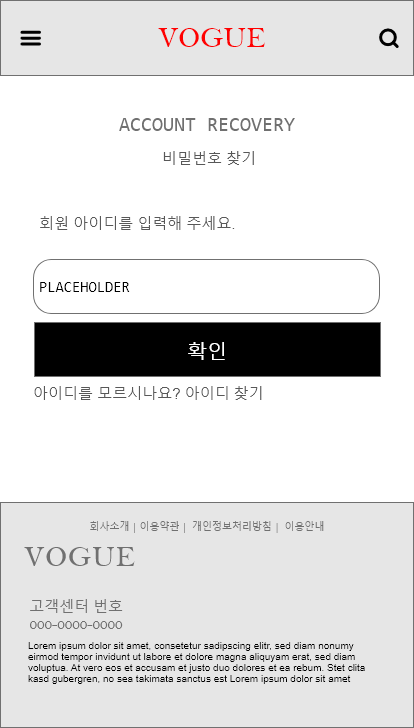 VOGUE
ACCOUNT RECOVERY
비밀번호 찾기
회원 아이디를 입력해 주세요.
PLACEHOLDER
확인
아이디를 모르시나요? 아이디 찾기
회사소개 | 이용약관 | 개인정보처리방침 | 이용안내
VOGUE
고객센터 번호
000-0000-0000
Lorem ipsum dolor sit amet, consetetur sadipscing elitr, sed diam nonumy
eirmod tempor invidunt ut labore et dolore magna aliquyam erat, sed diam
voluptua. At vero eos et accusam et justo duo dolores et ea rebum. Stet clita
kasd gubergren, no sea takimata sanctus est Lorem ipsum dolor sit amet